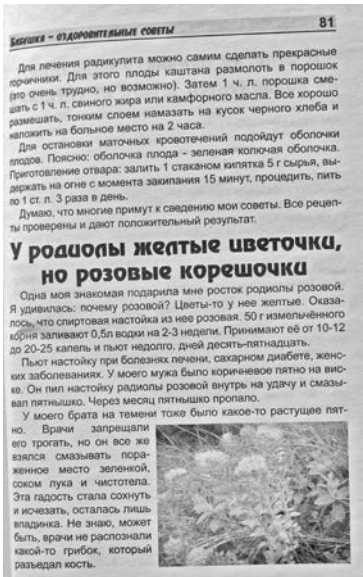 81
Бабушка – оздоровительные советы
Для лечения радикулита можно самим сделать прекрасные
горчичники. Для этого плоды каштана размолоть в порошок
(это очень трудно, но возможно). Затем 1 ч. л. порошка сме-
шать с 1 ч. л. свиного жира или камфорного масла. Все хорошо
размешать, тонким слоем намазать на кусок черного хлеба и
наложить на больное место на 2 часа.
Для остановки маточных кровотечений подойдут оболочки
плодов. Поясню: оболочка плода - зеленая колючая оболочка.
Приготовление отвара: залить 1 стаканом кипятка 5 г сырья, вы-
держать на огне с момента закипания 15 минут, процедить, пить
по 1 ст. л. 3 раза в день.
Думаю, что многие примут к сведению мои советы. Все рецеп-
ты проверены и дают положительный результат.
У родиолы желтые цветочки,
но розовые корешочки
Одна моя знакомая подарила мне росток родиолы розовой.
Я удивилась: почему розовой? Цветы-то у нее желтые. Оказа-
лось, что спиртовая настойка из нее розовая. 50 г измельчённого
корня заливают 0,5л водки на 2-3 недели. Принимают её от 10-12
до 20-25 капель и пьют недолго, дней десять-пятнадцать.
Пьют настойку при болезнях печени, сахарном диабете, женс-
ких заболеваниях. У моего мужа было коричневое пятно на вис-
ке. Он пил настойку радиолы розовой внутрь на удачу и смазы-
вал пятнышко. Через месяц пятнышко пропало.
У моего брата на темени тоже было какое-то растущее пят-
но. Врачи запрещали
его трогать, но он все же
взялся смазывать пора-
женное место зеленкой,
соком лука и чистотела.
Эта гадость стала сохнуть
и исчезать, осталась лишь
впадинка. Не знаю, может
быть, врачи не распознали
какой-то грибок, который
разъедал кость.